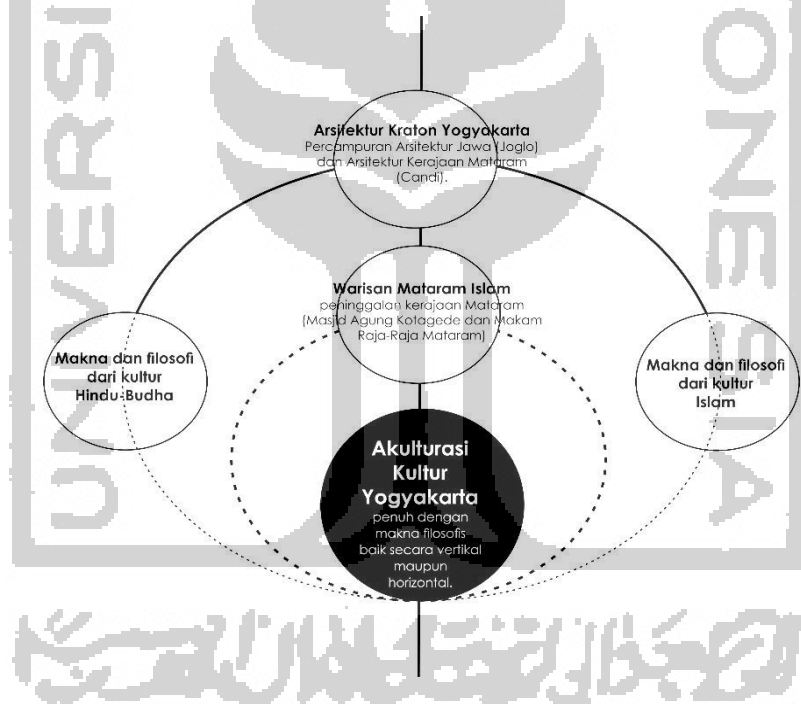 Arsitektur Kraton Yogyakarta
Percampuran Arsitektur Jawa (Joglo)
dan Arsitektur Kerajaan Mataram
(Candi).
Warisan Mataram Islam
peninggalan kerajaan Mataram
(Masjid Agung Kotagede dan Makam
Raja-Raja Mataram)
Makna dan filosofi
dari kultur
Hindu-Budha
Makna dan filosofi
dari kultur
Islam
Akulturasi
Kultur
Yogyakarta
penuh dengan
makna filosofis
baik secara vertikal
maupun
horizontal.
UNIVERSI
ONESIA